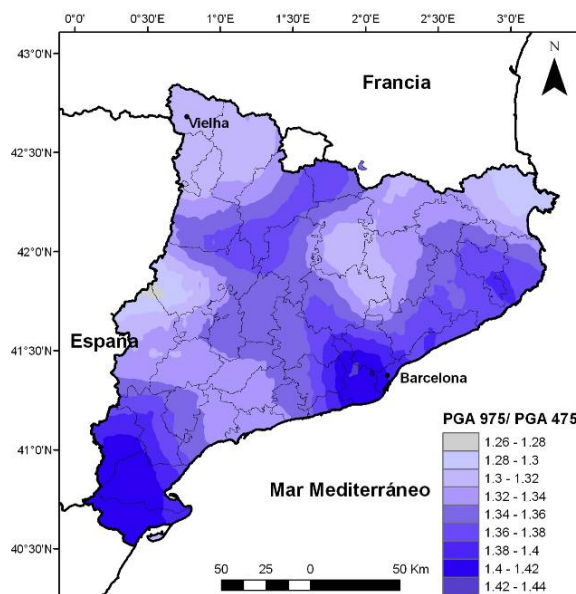 0°0' 0°30'E 1°0'E 1°30'E 2°0'E 2°30'E 3°0'E
43°0'N
N
Francia
Vielha
42°30'N
42°0'N
España
41°30'N
Barcelona
PGA 975/ PGA 475
1.26 - 1.28
1.28 - 1.3
1.3 - 1.32
1.32 - 1.34
1.34 - 1.36
1.36 - 1.38
1.38 - 1.4
1.4 - 1.42
1.42 - 1.44
41°0'N
Mar Mediterráneo
40°30'N
50 25 0 50 Km